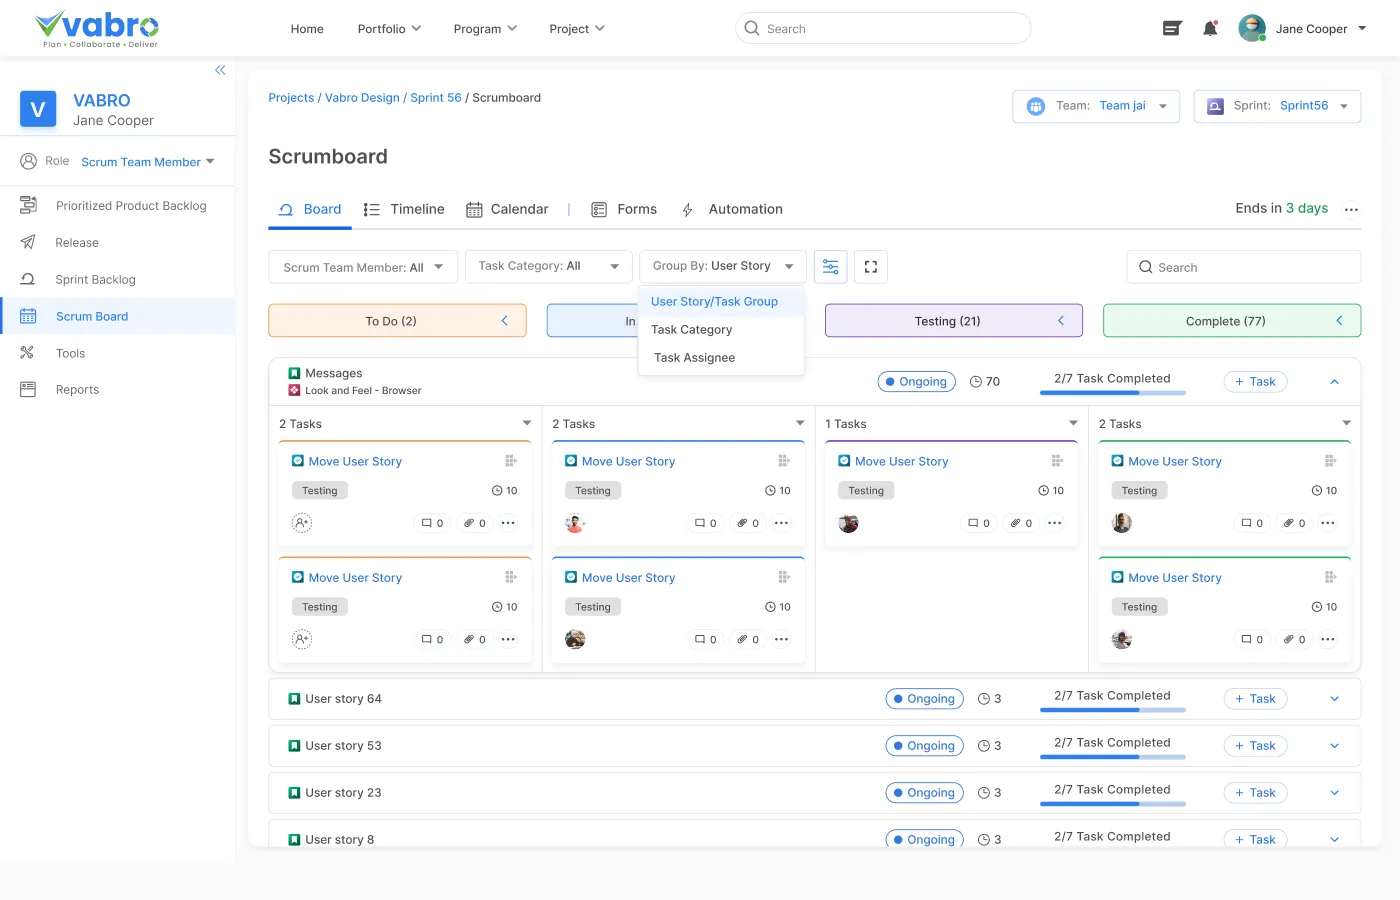 vabro
Plan • Collaborate • Deliver
Home Portfolio Program Project
Search
Jane Cooper
V
VABRO
Jane Cooper
Role Scrum Team Member
Prioritized Product Backlog
Release
Sprint Backlog
Scrum Board
Tools
Reports
Projects / Vabro Design / Sprint 56 / Scrumboard
Team: Team jai
Sprint: Sprint56
Scrumboard
Board Timeline Calendar | Forms Automation
Ends in 3 days
Scrum Team Member: All
Task Category: All
Group By: User Story
Search
User Story/Task Group
Task Category
Task Assignee
To Do (2)
In
Testing (21)
Complete (77)
Messages
Look and Feel - Browser
Ongoing 70 2/7 Task Completed + Task
2 Tasks 2 Tasks 1 Tasks 2 Tasks
Move User Story Move User Story Move User Story Move User Story
Testing 10 Testing 10 Testing 10 Testing 10
0 0 0 0 0 0 0 0
Move User Story Move User Story Move User Story
Testing 10 Testing 10 Testing 10
0 0 0 0 0 0
User story 64 Ongoing 3 2/7 Task Completed + Task
User story 53 Ongoing 3 2/7 Task Completed + Task
User story 23 Ongoing 3 2/7 Task Completed + Task
User story 8 Ongoing 3 2/7 Task Completed + Task